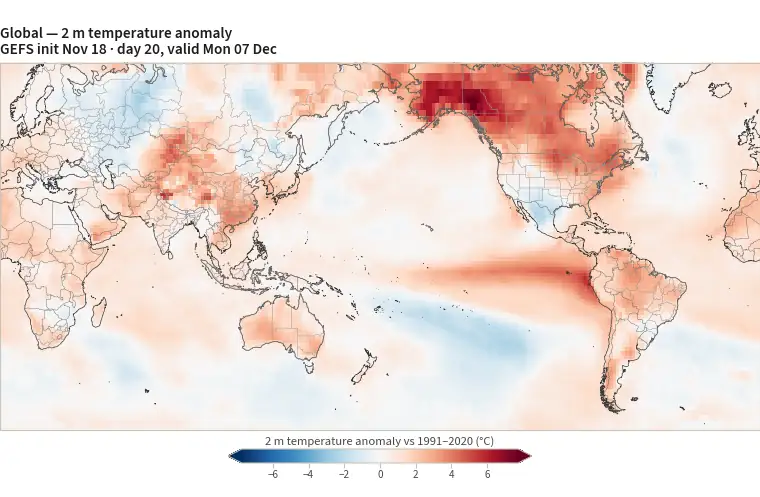 Global — 2 m temperature anomaly
GEFS init Nov 18 · day 20, valid Mon 07 Dec
2 m temperature anomaly vs 1991–2020 (°C)
−6 −4 −2 0 2 4 6